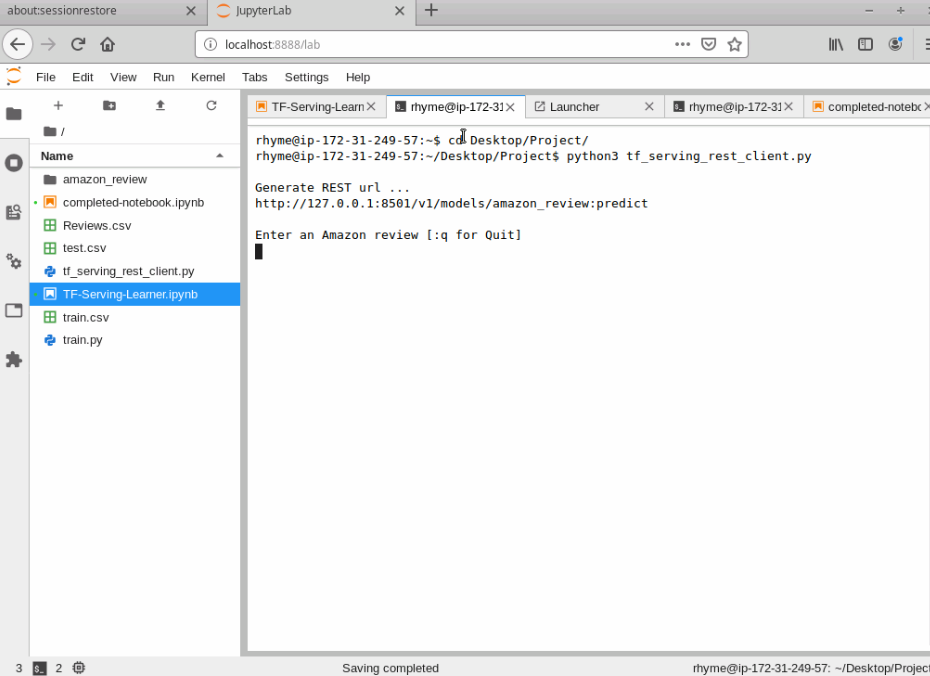 about:sessionrestore
JupyterLab
localhost:8888/lab
File Edit View Run Kernel Tabs Settings Help
TF-Serving-Learn
rhyme@ip-172-31
Launcher
rhyme@ip-172-31
completed-notebo
/
Name
amazon_review
completed-notebook.ipynb
Reviews.csv
test.csv
tf_serving_rest_client.py
TF-Serving-Learner.ipynb
train.csv
train.py
rhyme@ip-172-31-249-57:~$ cd Desktop/Project/
rhyme@ip-172-31-249-57:~/Desktop/Project$ python3 tf_serving_rest_client.py
Generate REST url ...
http://127.0.0.1:8501/v1/models/amazon_review:predict
Enter an Amazon review [:q for Quit]
3 2 Saving completed rhyme@ip-172-31-249-57: ~/Desktop/Project